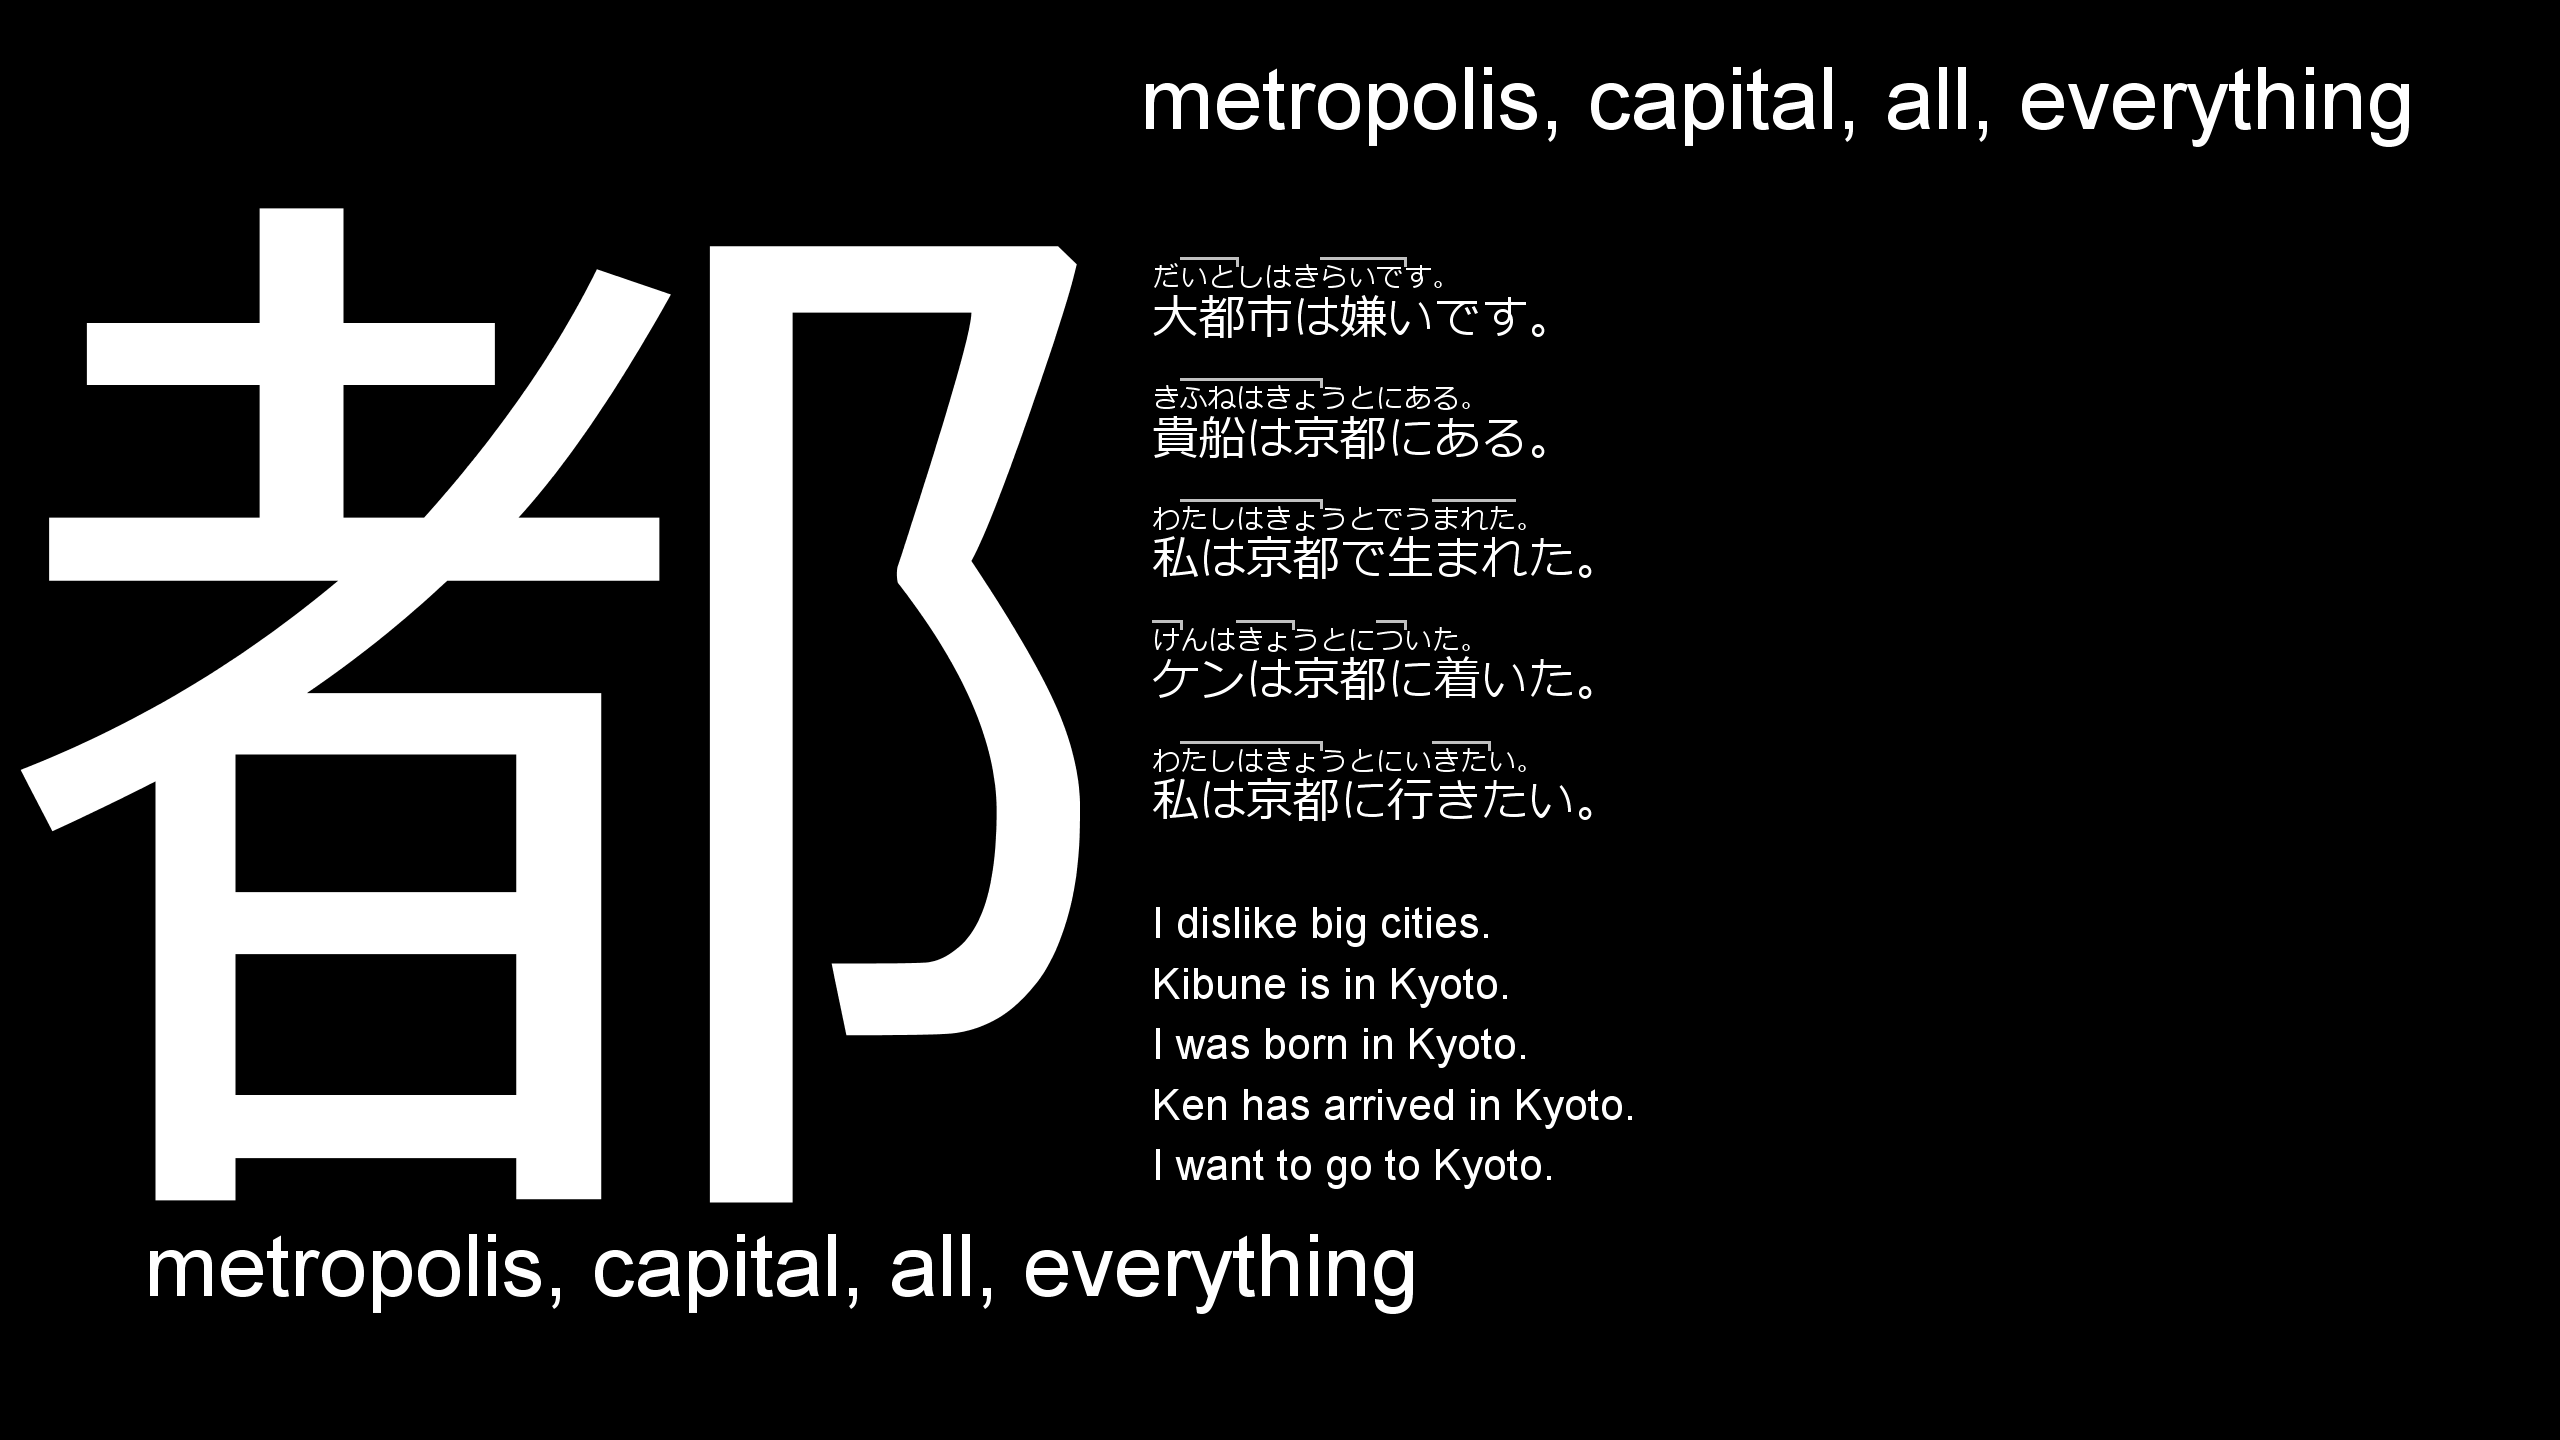 metropolis, capital, all, everything
都
だいとしはきらいです。
大都市は嫌いです。
きふねはきょうとにある。
貴船は京都にある。
わたしはきょうとでうまれた。
私は京都で生まれた。
けんはきょうとについた。
ケンは京都に着いた。
わたしはきょうとにいきたい。
私は京都に行きたい。
I dislike big cities.
Kibune is in Kyoto.
I was born in Kyoto.
Ken has arrived in Kyoto.
I want to go to Kyoto.
metropolis, capital, all, everything